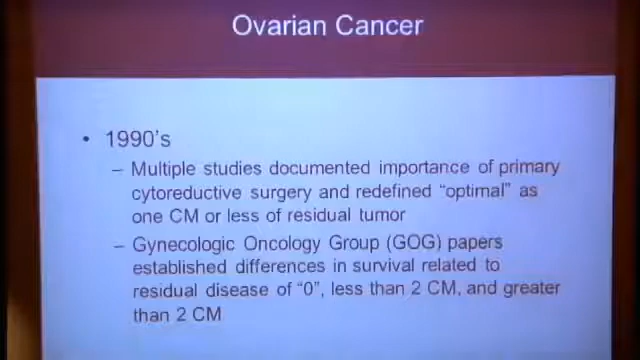 Ovarian Cancer
• 1990's
– Multiple studies documented importance of primary
cytoreductive surgery and redefined "optimal" as
one CM or less of residual tumor
– Gynecologic Oncology Group (GOG) papers
established differences in survival related to
residual disease of "0", less than 2 CM, and greater
than 2 CM